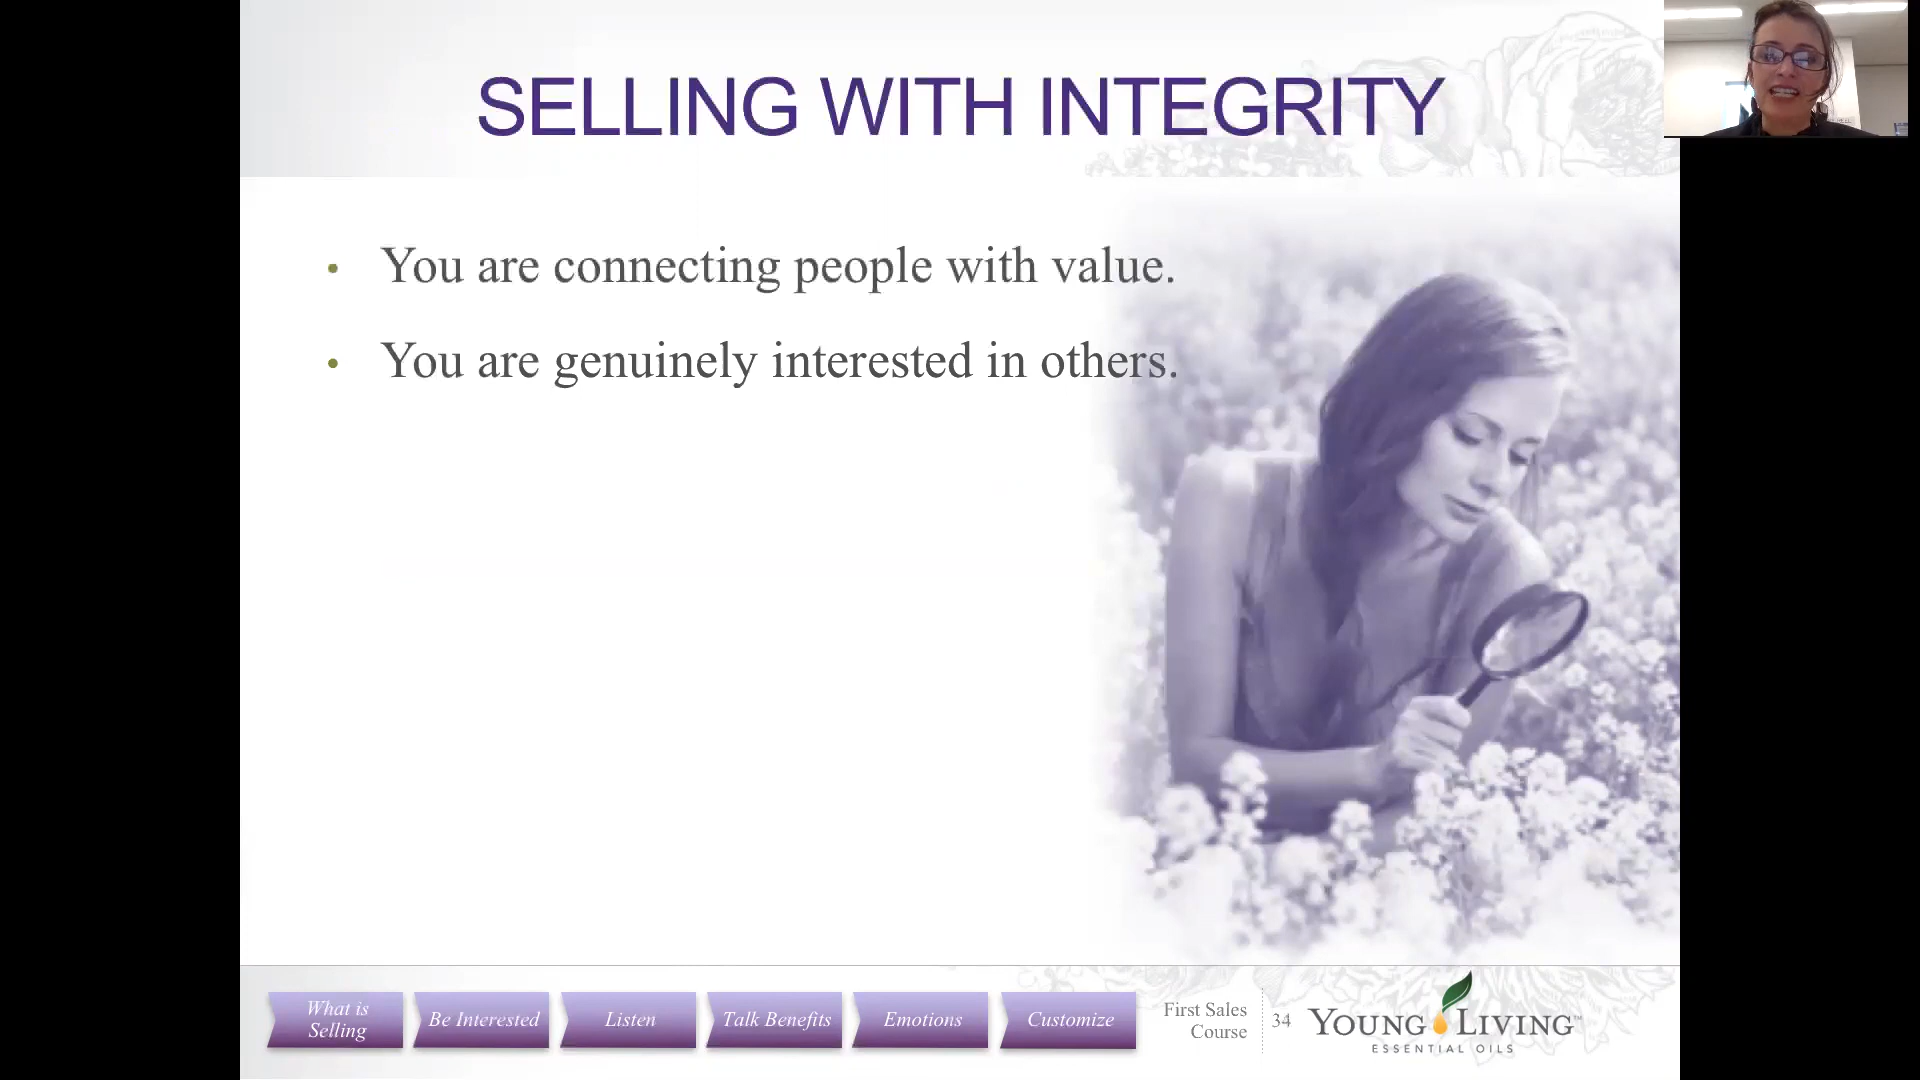 SELLING WITH INTEGRITY
• You are connecting people with value.
• You are genuinely interested in others.
What is
Selling
Be Interested
Listen
Talk Benefits
Emotions
Customize
First Sales
Course
34
YOUNG LIVING™
ESSENTIAL OILS